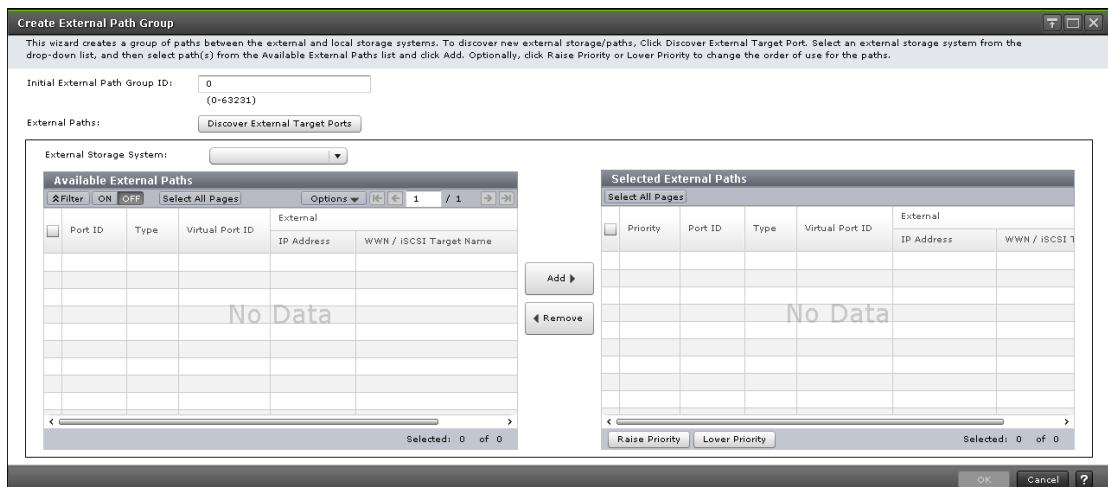 Create External Path Group
This wizard creates a group of paths between the external and local storage systems. To discover new external storage/paths, Click Discover External Target Port. Select an external storage system from the
drop-down list, and then select path(s) from the Available External Paths list and click Add. Optionally, click Raise Priority or Lower Priority to change the order of use for the paths.
Initial External Path Group ID: 0
(0-63231)
External Paths: Discover External Target Ports
External Storage System:
Available External Paths
Filter ON OFF Select All Pages Options 1 / 1
Port ID Type Virtual Port ID External
IP Address WWN / iSCSI Target Name
No Data
Selected: 0 of 0
Add
Remove
Selected External Paths
Select All Pages
Priority Port ID Type Virtual Port ID External
IP Address WWN / iSCSI T
No Data
Raise Priority Lower Priority Selected: 0 of 0
OK Cancel ?